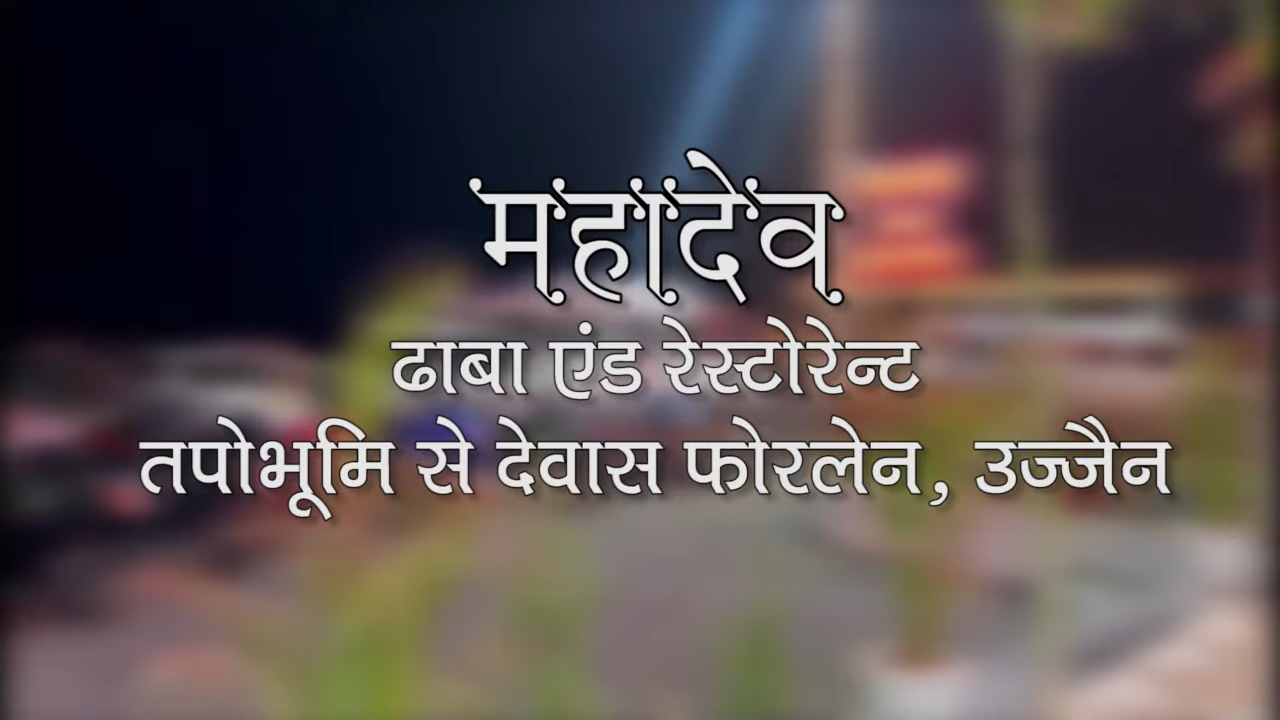 महादेव
ढाबा एंड रेस्टोरेन्ट
तपोभूमि से देवास फोरलेन, उज्जैन